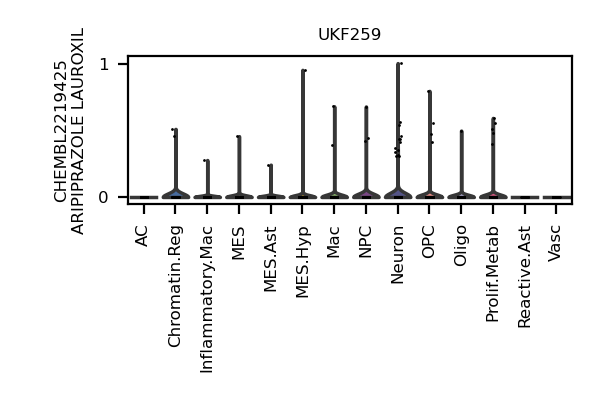 UKF259
CHEMBL2219425
ARIPIPRAZOLE LAUROXIL
1
0
AC
Chromatin.Reg
Inflammatory.Mac
MES
MES.Ast
MES.Hyp
Mac
NPC
Neuron
OPC
Oligo
Prolif.Metab
Reactive.Ast
Vasc